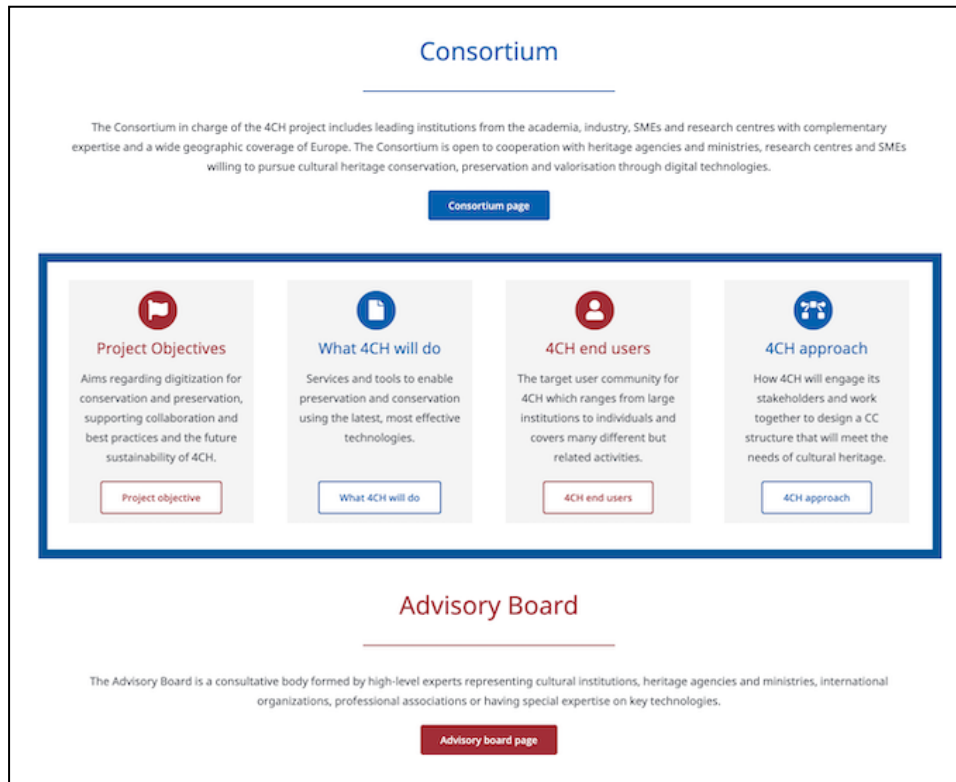 Consortium
The Consortium in charge of the 4CH project includes leading institutions from the academia, industry, SMEs and research centres with complementary
expertise and a wide geographic coverage of Europe. The Consortium is open to cooperation with heritage agencies and ministries, research centres and SMEs
willing to pursue cultural heritage conservation, preservation and valorisation through digital technologies.
Consortium page
Project Objectives
Aims regarding digitization for
conservation and preservation,
supporting collaboration and
best practices and the future
sustainability of 4CH.
Project objective
What 4CH will do
Services and tools to enable
preservation and conservation
using the latest, most effective
technologies.
What 4CH will do
4CH end users
The target user community for
4CH which ranges from large
institutions to individuals and
covers many different but
related activities.
4CH end users
4CH approach
How 4CH will engage its
stakeholders and work
together to design a CC
structure that will meet the
needs of cultural heritage.
4CH approach
Advisory Board
The Advisory Board is a consultative body formed by high-level experts representing cultural institutions, heritage agencies and ministries, international
organizations, professional associations or having special expertise on key technologies.
Advisory board page